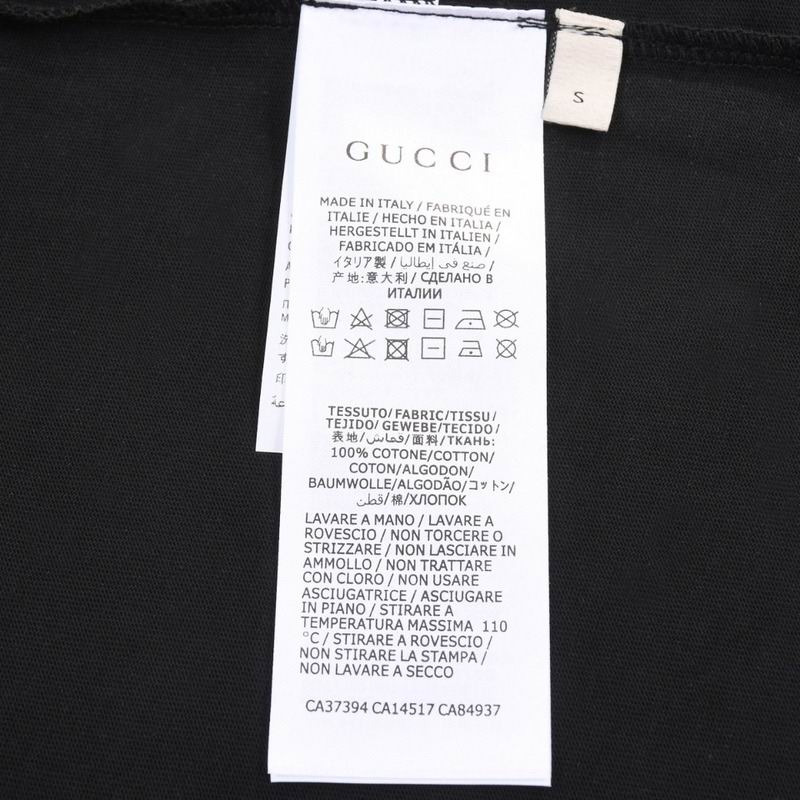 S
GUCCI
MADE IN ITALY / FABRIQUÉ EN
ITALIE / HECHO EN ITALIA /
HERGESTELLT IN ITALIEN /
FABRICADO EM ITÁLIA /
イタリア製 / صنع في إيطاليا /
产地:意大利 / СДЕЛАНО В
ИТАЛИИ
TESSUTO/FABRIC/TISSU/
TEJIDO/GEWEBE/TECIDO/
表地/قماش/面料/ТКАНЬ:
100% COTONE/COTTON/
COTON/ALGODON/
BAUMWOLLE/ALGODÃO/コットン/
قطن/棉/ХЛОПОК
LAVARE A MANO / LAVARE A
ROVESCIO / NON TORCERE O
STRIZZARE / NON LASCIARE IN
AMMOLLO / NON TRATTARE
CON CLORO / NON USARE
ASCIUGATRICE / ASCIUGARE
IN PIANO / STIRARE A
TEMPERATURA MASSIMA 110
°C / STIRARE A ROVESCIO /
NON STIRARE LA STAMPA /
NON LAVARE A SECCO
CA37394 CA14517 CA84937